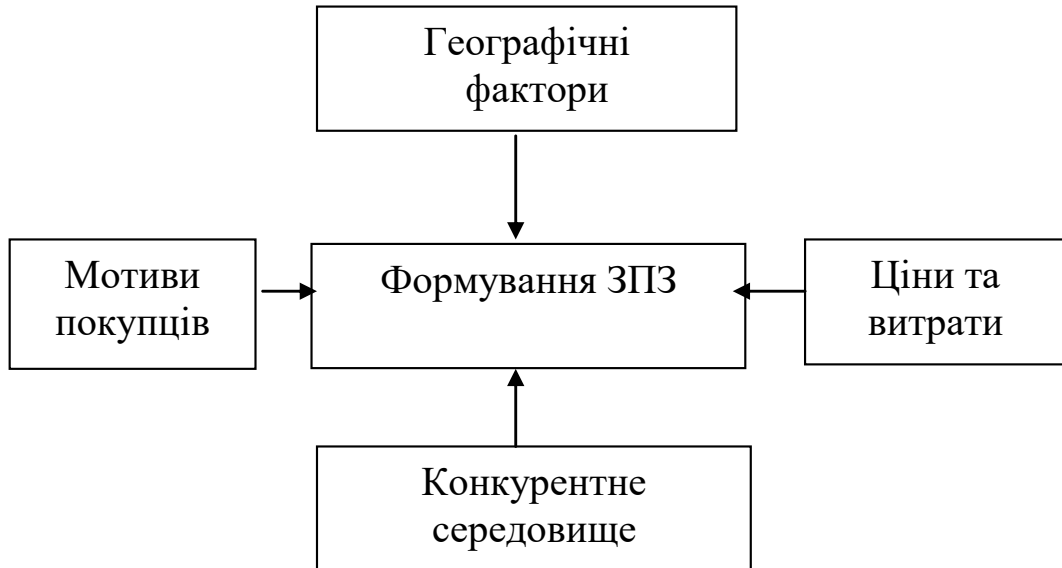 Географічні
фактори
Мотиви
покупців
Формування ЗПЗ
Ціни та
витрати
Конкурентне
середовище